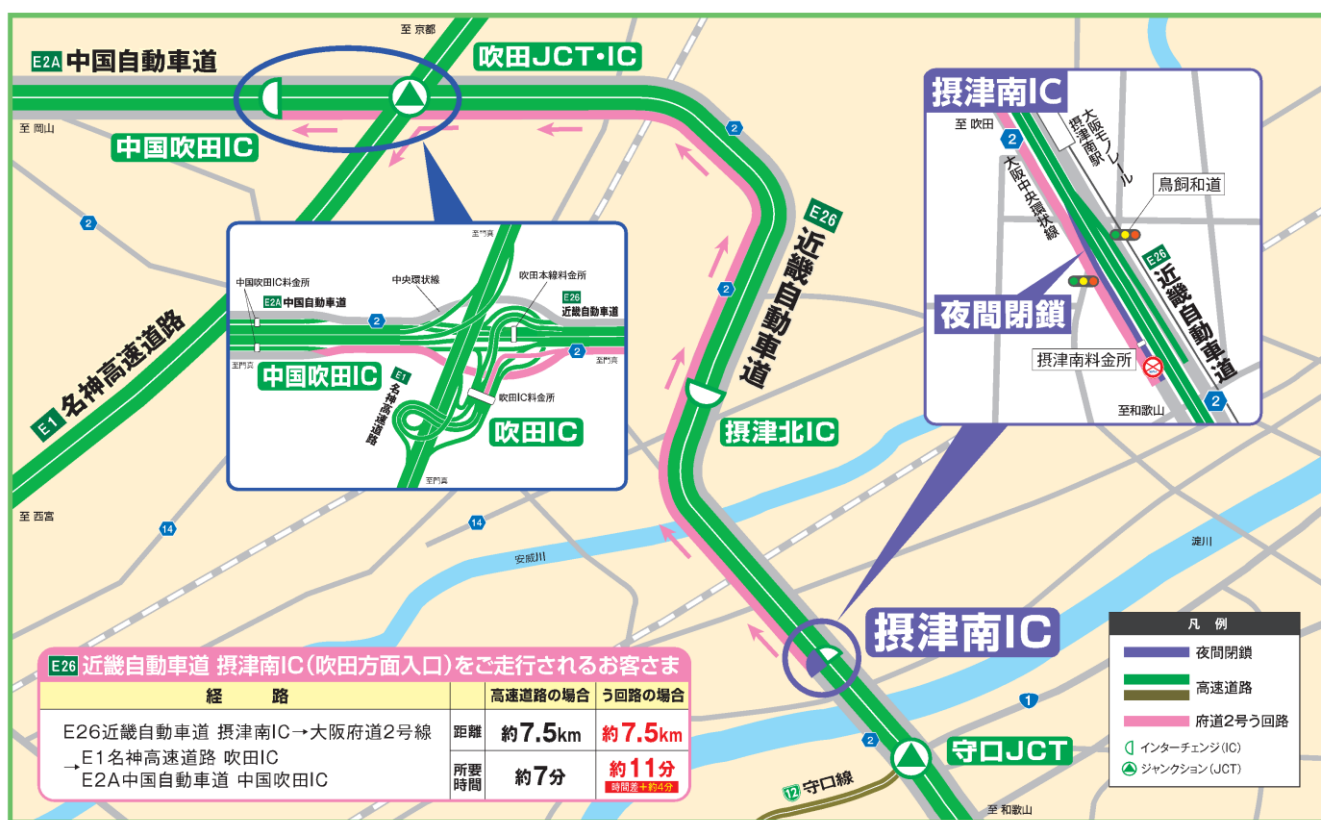 至 京都
E2A 中国自動車道
吹田JCT・IC
至 岡山
中国吹田IC
2
2
E26 近畿自動車道
2
E1 名神高速道路
至 西宮
14
14
安威川
淀川
摂津北IC
摂津南IC
守口JCT
2
1
12 守口線
至 和歌山
至門真
中国吹田IC料金所
E2A 中国自動車道
中央環状線
吹田本線料金所
E26
近畿自動車道
2
2
至門真
至門真
中国吹田IC
E1
名神高速道路
吹田IC料金所
吹田IC
至門真
摂津南IC
至 吹田
2
大阪モノレール
摂津南駅
大阪中央環状線
鳥飼和道
E26 近畿自動車道
夜間閉鎖
摂津南料金所
至和歌山
2
E26 近畿自動車道 摂津南IC(吹田方面入口)をご走行されるお客さま
経 路 高速道路の場合 う回路の場合
E26近畿自動車道 摂津南IC→大阪府道2号線
→E1名神高速道路 吹田IC
E2A中国自動車道 中国吹田IC
距離 約7.5km 約7.5km
所要時間 約7分 約11分
時間差+約4分
凡 例
夜間閉鎖
高速道路
府道2号う回路
インターチェンジ(IC)
ジャンクション(JCT)